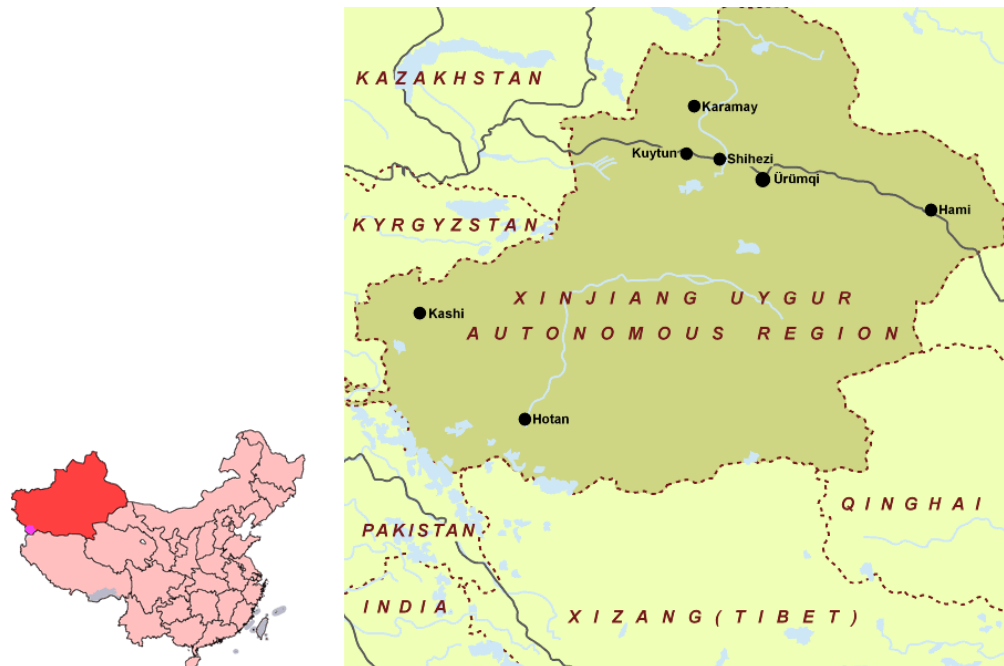 KAZAKHSTAN
Karamay
Kuytun
Shihezi
Ürümqi
Hami
KYRGYZSTAN
XINJIANG UYGUR
AUTONOMOUS REGION
Kashi
Hotan
QINGHAI
PAKISTAN
INDIA
XIZANG (TIBET)